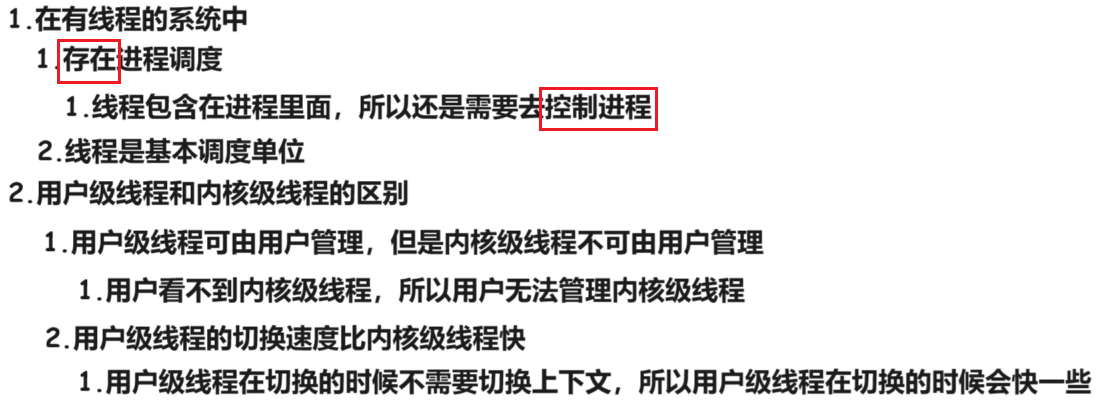 1.在有线程的系统中
1.存在进程调度
1.线程包含在进程里面，所以还是需要去控制进程
2.线程是基本调度单位
2.用户级线程和内核级线程的区别
1.用户级线程可由用户管理，但是内核级线程不可由用户管理
1.用户看不到内核级线程，所以用户无法管理内核级线程
2.用户级线程的切换速度比内核级线程快
1.用户级线程在切换的时候不需要切换上下文，所以用户级线程在切换的时候会快一些